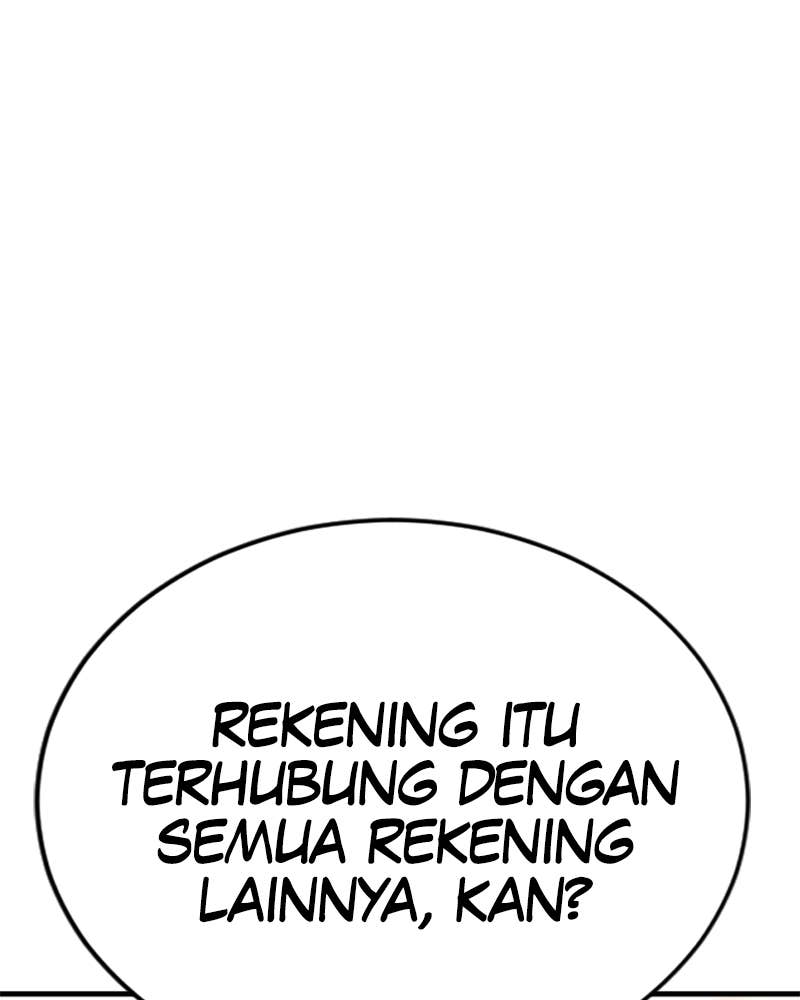 REKENING ITU
TERHUBUNG DENGAN
SEMUA REKENING
LAINNYA, KAN?